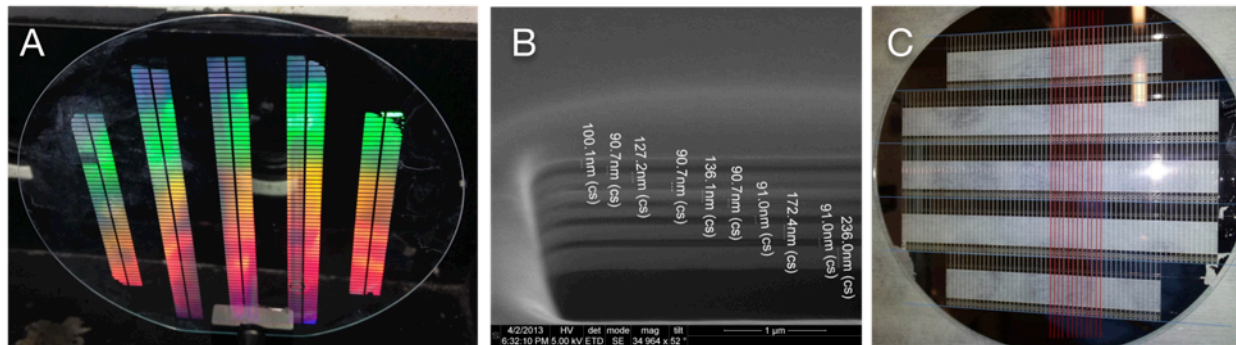 A
B
C
100.1nm (cs)
90.7nm (cs)
127.2nm (cs)
90.7nm (cs)
136.1nm (cs)
90.7nm (cs)
91.0nm (cs)
172.4nm (cs)
91.0nm (cs)
236.0nm (cs)
4/2/2013 HV det mode mag tilt
6:32:10 PM 5.00 kV ETD SE 34 964 x 52 °
1 µm